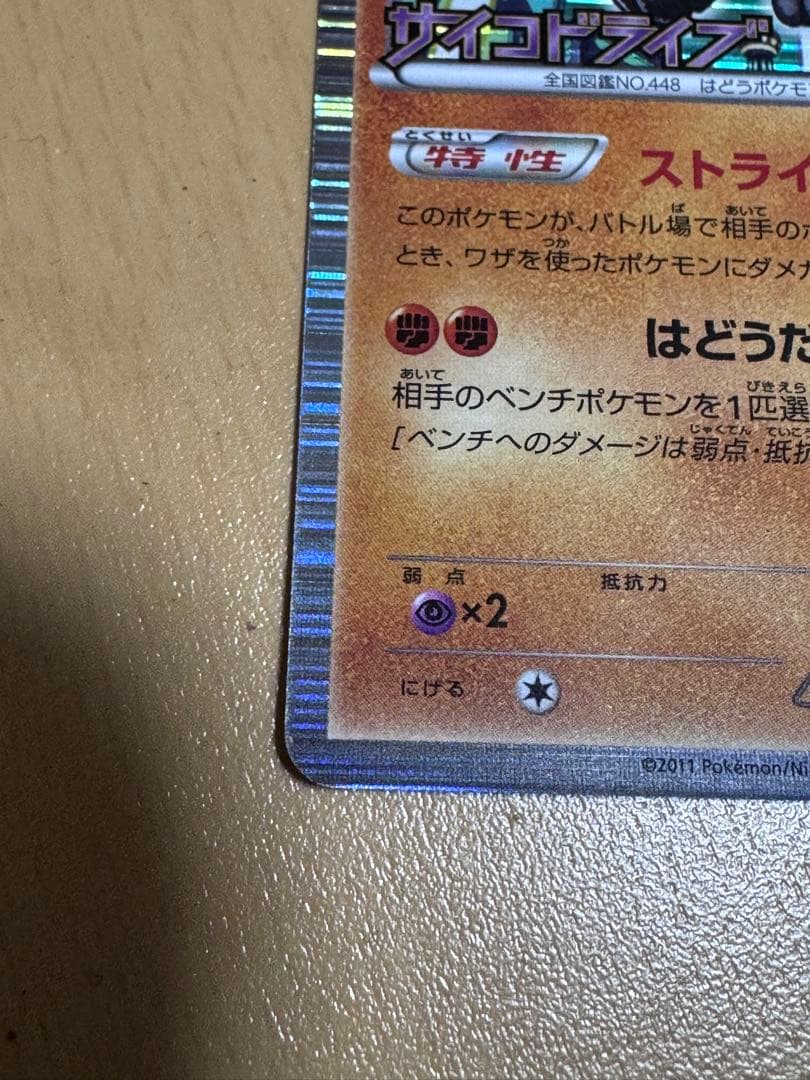 サイコドライブ
全国図鑑NO.448 はどうポケモ
とくせい
特性 ストライ
このポケモンが、バトル場で相手の
ば あいて
とき、ワザを使ったポケモンにダメ
つか
はどうだ
相手のベンチポケモンを1匹選
あいて びきえら
[ベンチへのダメージは弱点・抵抗
じゃくてん ていこう
弱点 抵抗力
×2
にげる
©2011 Pokémon/Ni